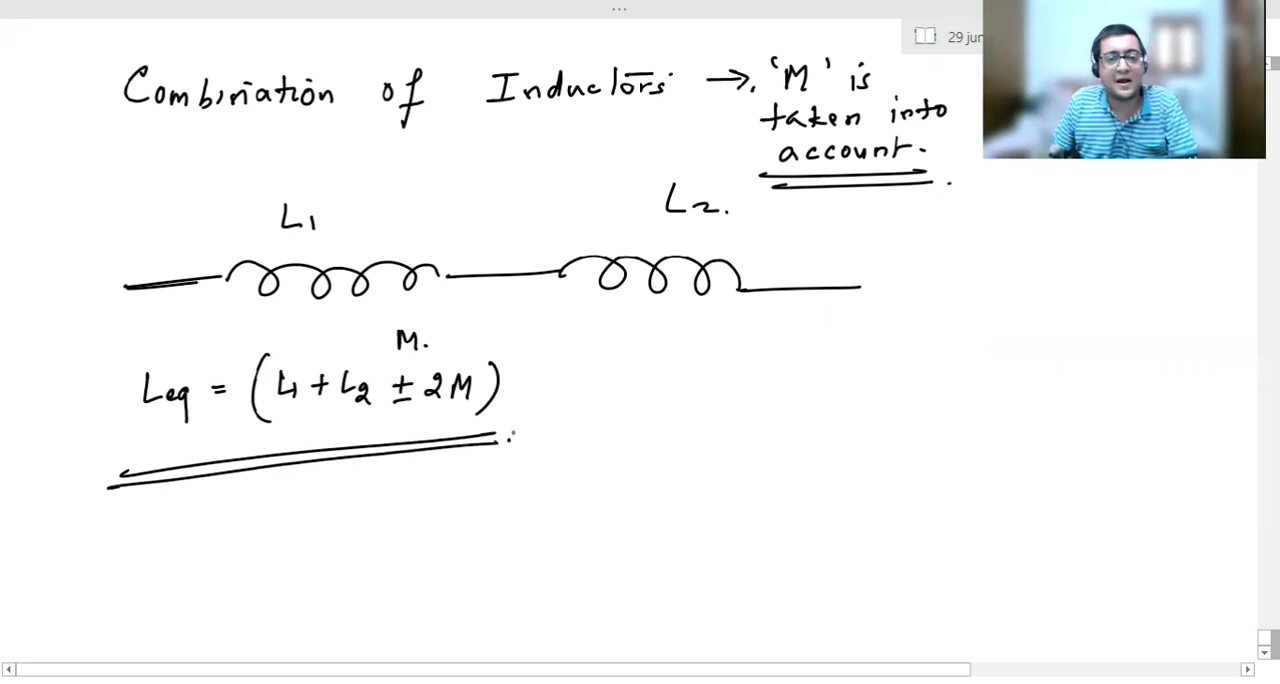 29 jun
Combination of Inductors → 'M' is
taken into
account.
L1
L2.
M.
Leq = (L1 + L2 ± 2M)